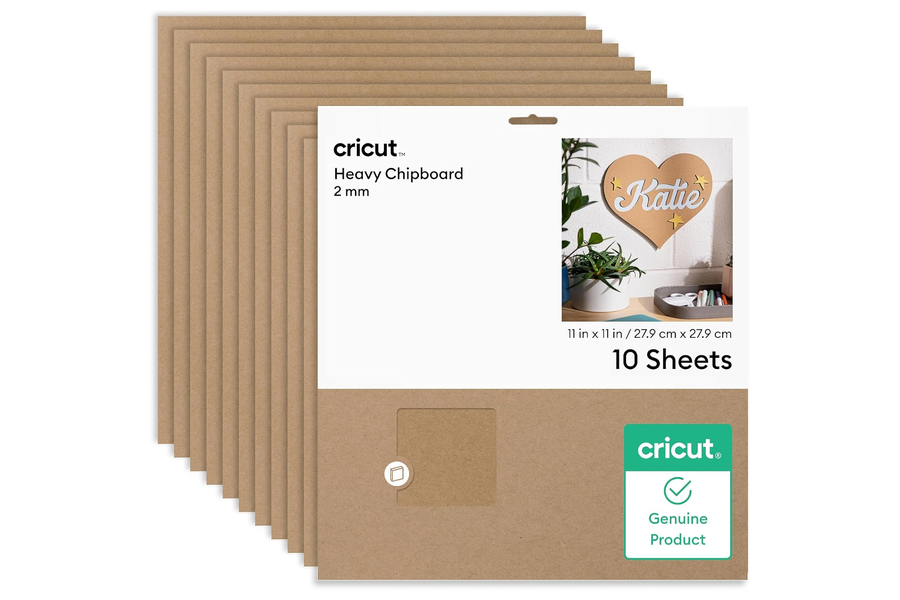 cricut™
Heavy Chipboard
2 mm
Katie
11 in x 11 in / 27.9 cm x 27.9 cm
10 Sheets
cricut®
Genuine
Product